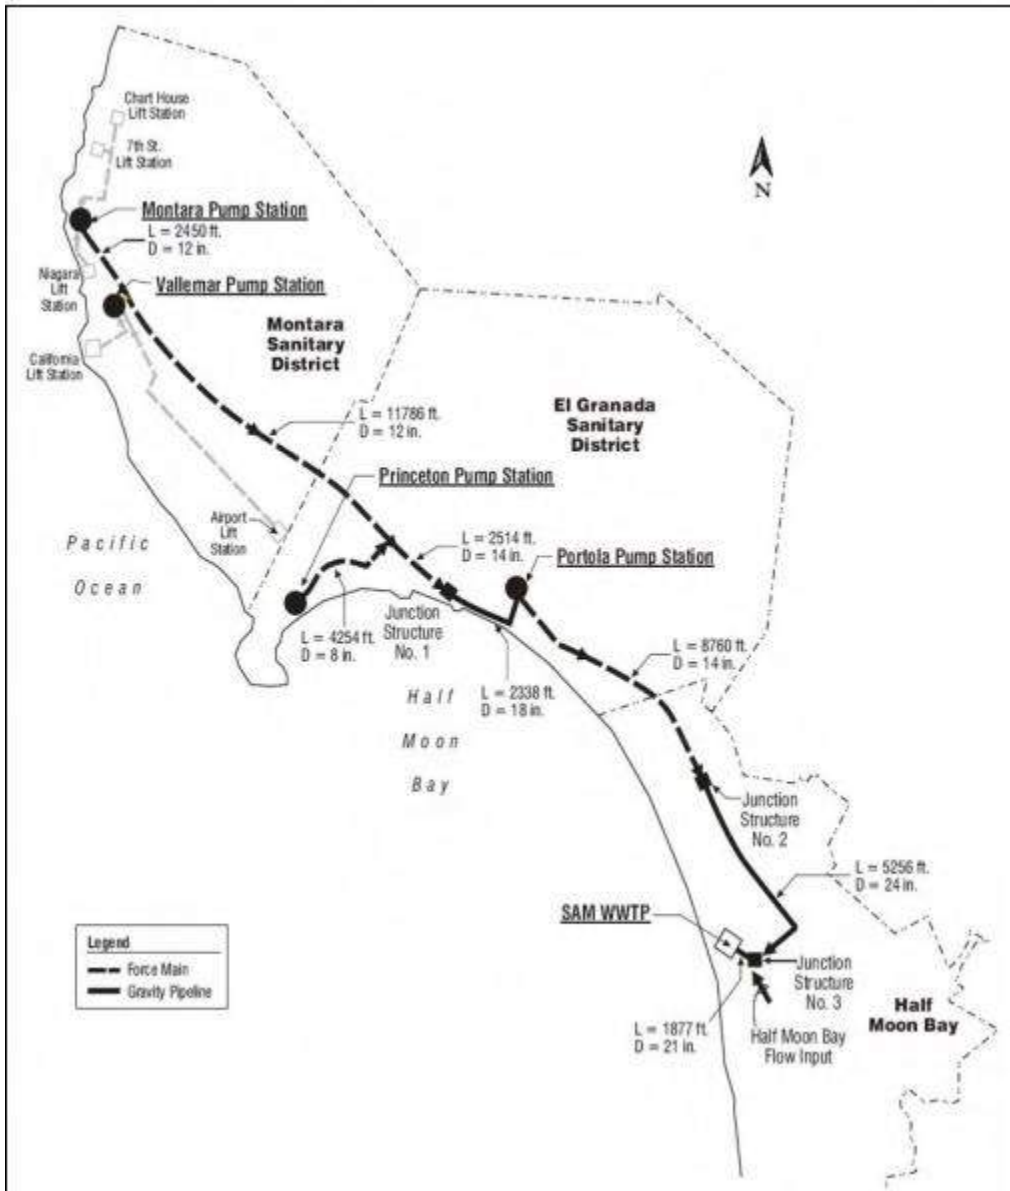 Chart House
Lift Station
7th St.
Lift Station
Montara Pump Station
L = 2450 ft.
D = 12 in.
Niagara
Lift
Station
Vallemar Pump Station
California
Lift Station
Montara
Sanitary
District
N
L = 11786 ft.
D = 12 in.
El Granada
Sanitary
District
Princeton Pump Station
Airport
Lift
Station
Pacific
Ocean
L = 2514 ft.
D = 14 in.
Portola Pump Station
L = 4254 ft.
D = 8 in.
Junction
Structure
No. 1
L = 8760 ft.
D = 14 in.
L = 2338 ft.
D = 18 in.
Half
Moon
Bay
Junction
Structure
No. 2
L = 5256 ft.
D = 24 in.
SAM WWTP
Legend
Force Main
Gravity Pipeline
Junction
Structure
No. 3
Half
Moon Bay
L = 1877 ft.
D = 21 in.
Half Moon Bay
Flow Input